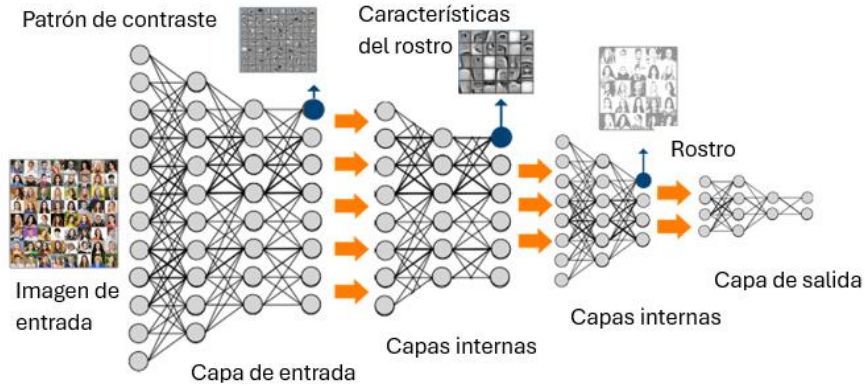 Patrón de contraste
Características
del rostro
Rostro
Imagen de
entrada
Capa de entrada
Capas internas
Capas internas
Capa de salida